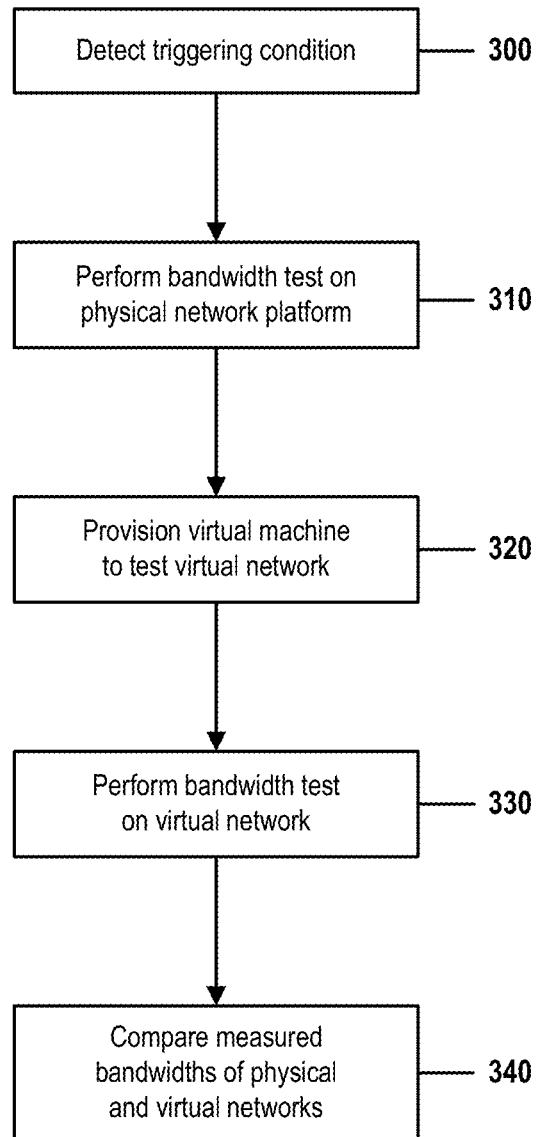 Detect triggering condition
300
Perform bandwidth test on
physical network platform
310
Provision virtual machine
to test virtual network
320
Perform bandwidth test
on virtual network
330
Compare measured
bandwidths of physical
and virtual networks
340